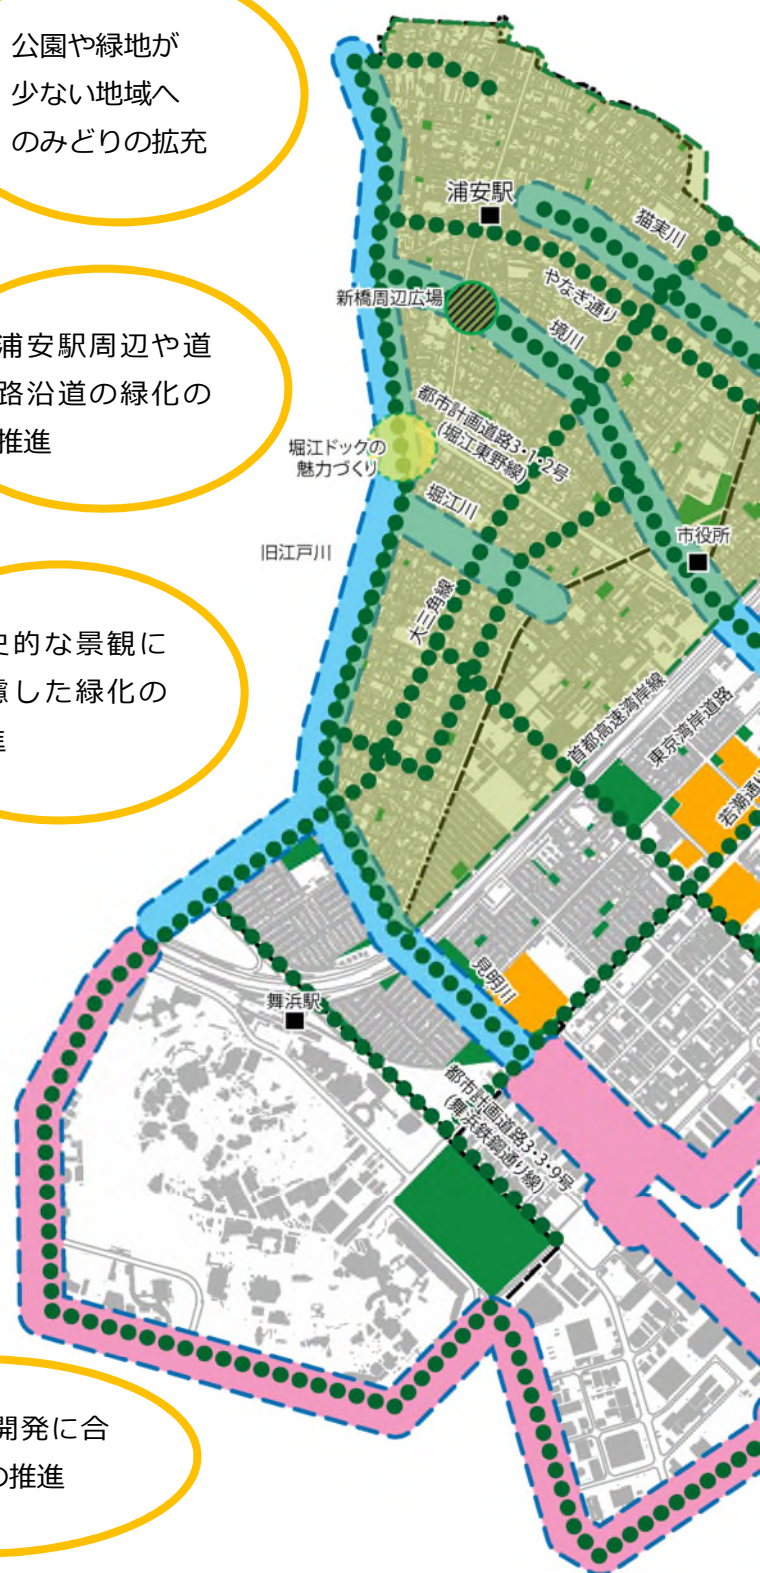 公園や緑地が
少ない地域へ
のみどりの拡充
浦安駅
猫実川
やなぎ通り
新橋周辺広場
境川
浦安駅周辺や道
路沿道の緑化の
推進
都市計画道路3・1・2号
(堀江東野線)
堀江ドックの
魅力づくり
堀江川
市役所
旧江戸川
大三角線
史的な景観に
慮した緑化の
進
首都高速湾岸線
東京湾岸道路
若潮通り
見明川
舞浜駅
都市計画道路3・3・9号
(舞浜鉄鋼通り線)
開発に合
の推進